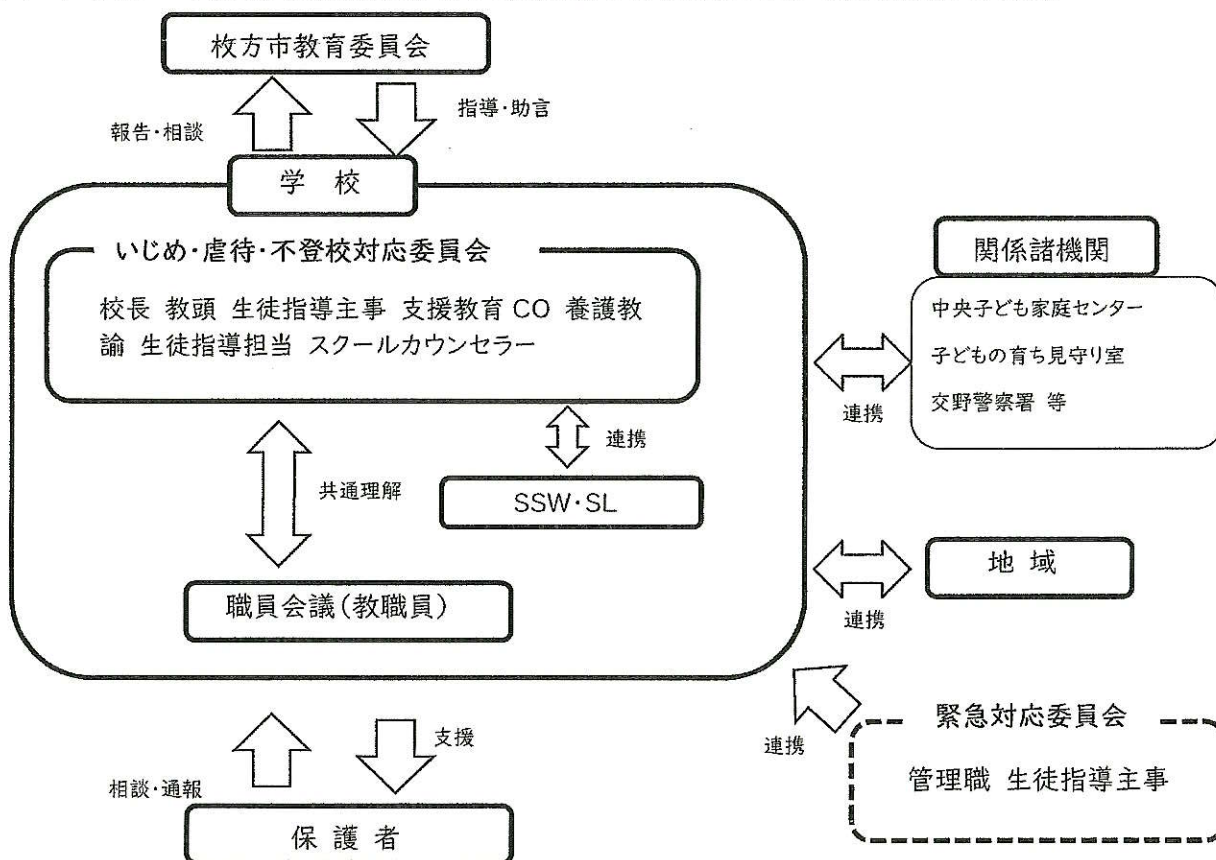 枚方市教育委員会
報告・相談
指導・助言
学 校
いじめ・虐待・不登校対応委員会
校長 教頭 生徒指導主事 支援教育 CO 養護教
諭 生徒指導担当 スクールカウンセラー
共通理解
連携
SSW・SL
職員会議(教職員)
関係諸機関
中央子ども家庭センター
子どもの育ち見守り室
交野警察署 等
連携
地 域
連携
緊急対応委員会
管理職 生徒指導主事
連携
相談・通報
支援
保 護 者